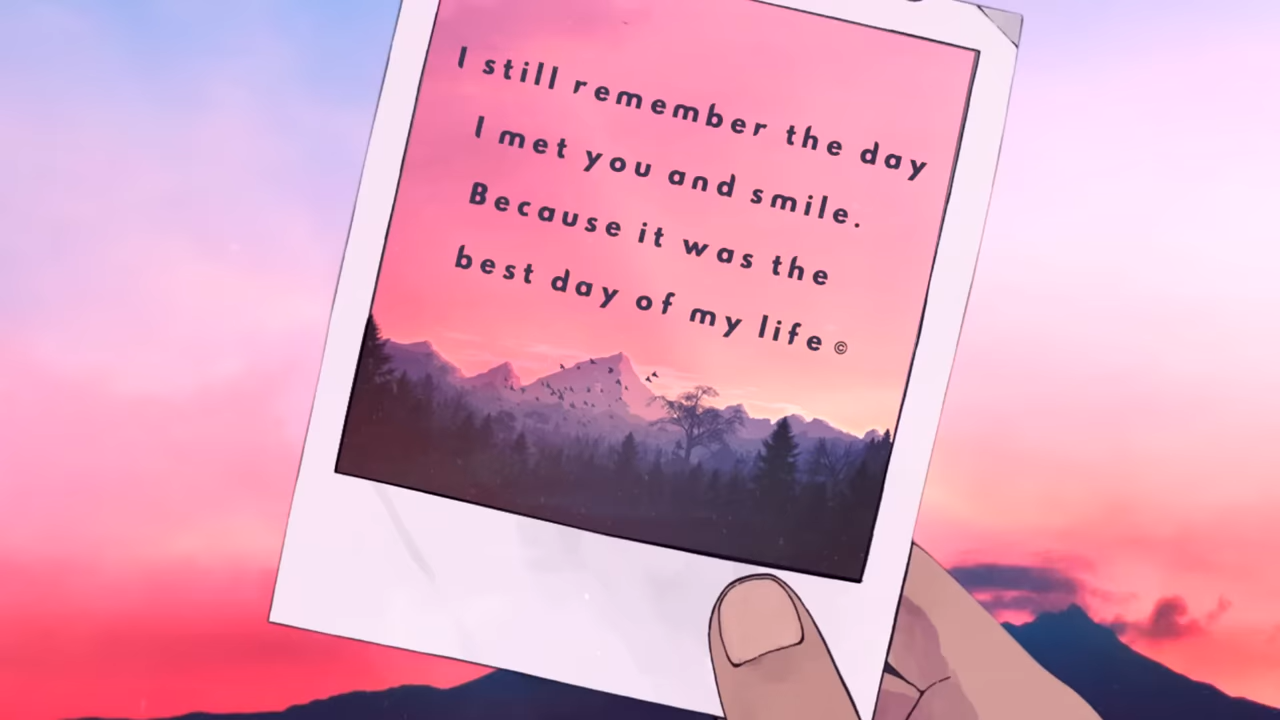 I still remember the day
I met you and smile.
Because it was the
best day of my life ©